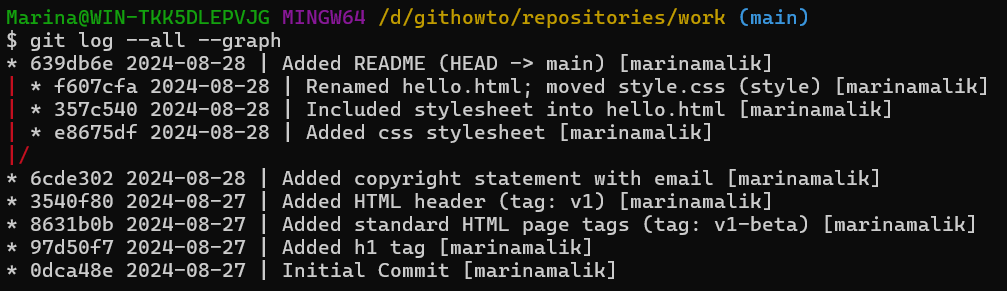 Marina@WIN-TKK5DLEPVJG MINGW64 /d/githowto/repositories/work (main)
$ git log --all --graph
* 639db6e 2024-08-28 | Added README (HEAD -> main) [marinamalik]
| * f607cfa 2024-08-28 | Renamed hello.html; moved style.css (style) [marinamalik]
| * 357c540 2024-08-28 | Included stylesheet into hello.html [marinamalik]
| * e8675df 2024-08-28 | Added css stylesheet [marinamalik]
|/
* 6cde302 2024-08-28 | Added copyright statement with email [marinamalik]
* 3540f80 2024-08-27 | Added HTML header (tag: v1) [marinamalik]
* 8631b0b 2024-08-27 | Added standard HTML page tags (tag: v1-beta) [marinamalik]
* 97d50f7 2024-08-27 | Added h1 tag [marinamalik]
* 0dca48e 2024-08-27 | Initial Commit [marinamalik]